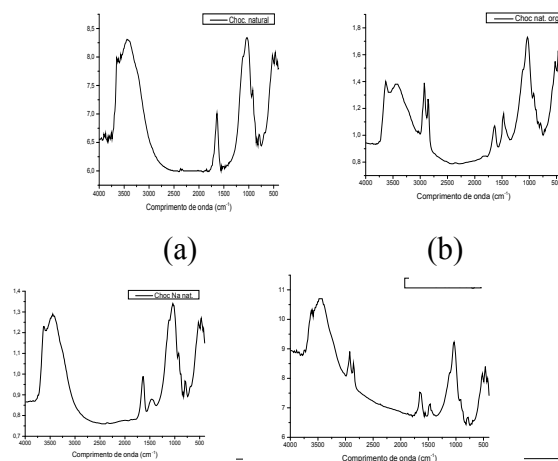 Choc. natural
8,5
8,0
7,5
7,0
6,5
6,0
4000 3500 3000 2500 2000 1500 1000 500
Comprimento de onda (cm⁻¹)
(a)
Choc nat. org
1,8
1,6
1,4
1,2
1,0
0,8
4000 3500 3000 2500 2000 1500 1000 500
Comprimento de onda (cm⁻¹)
(b)
Choc Na nat.
1,4
1,3
1,2
1,1
1,0
0,9
0,8
0,7
4000 3500 3000 2500 2000 1500 1000 500
Comprimento de onda (cm⁻¹)
11
10
9
8
7
6
4000 3500 3000 2500 2000 1500 1000 500
Comprimento de onda (cm⁻¹)